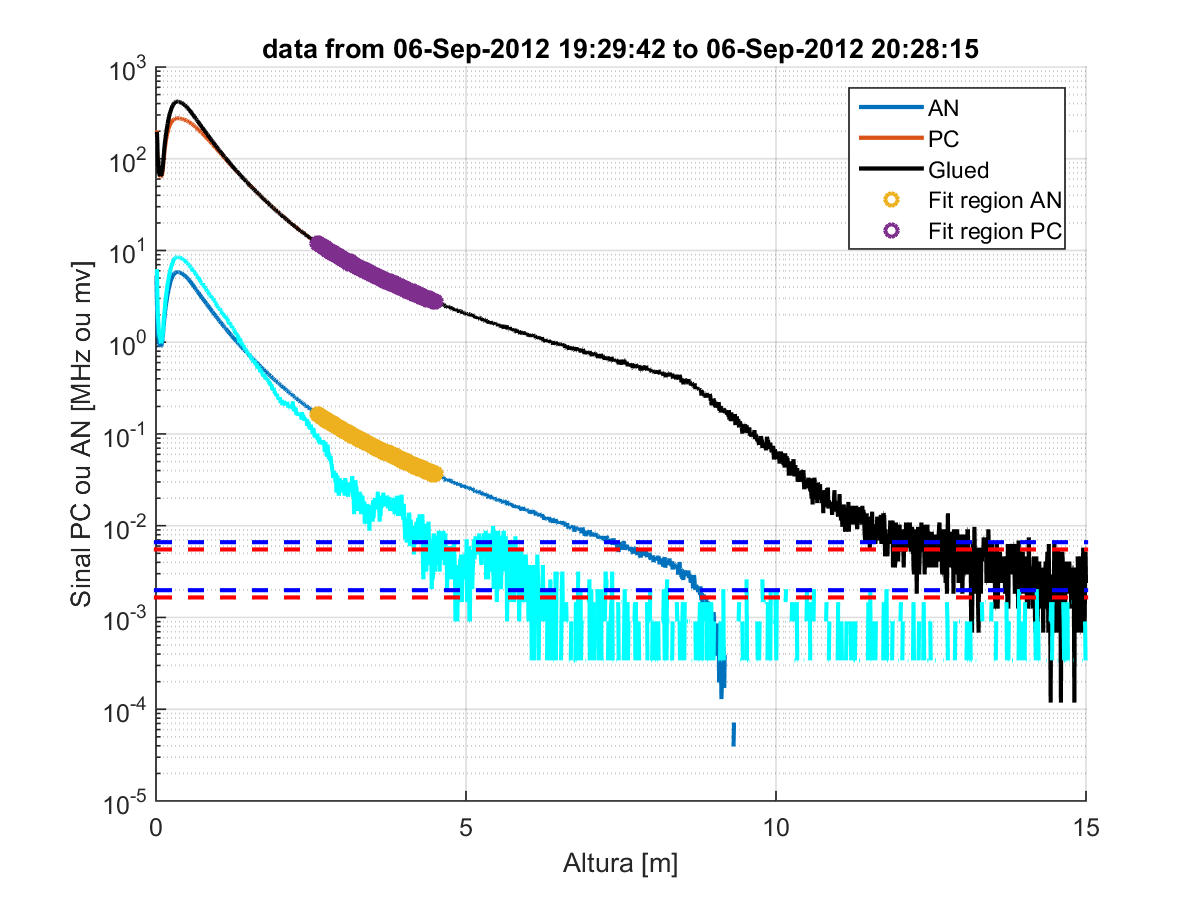 data from 06-Sep-2012 19:29:42 to 06-Sep-2012 20:28:15
AN
PC
Glued
Fit region AN
Fit region PC
Sinal PC ou AN [MHz ou mv]
10^3
10^2
10^1
10^0
10^-1
10^-2
10^-3
10^-4
10^-5
0 5 10 15
Altura [m]